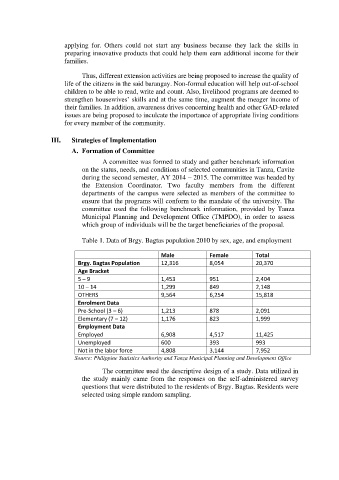 applying for. Others could not start any business because they lack the skills in
preparing innovative products that could help them earn additional income for their
families.
Thus, different extension activities are being proposed to increase the quality of
life of the citizens in the said barangay. Non-formal education will help out-of-school
children to be able to read, write and count. Also, livelihood programs are deemed to
strengthen housewives' skills and at the same time, augment the meager income of
their families. In addition, awareness drives concerning health and other GAD-related
issues are being proposed to inculcate the importance of appropriate living conditions
for every member of the community.
III. Strategies of Implementation
A. Formation of Committee
A committee was formed to study and gather benchmark information
on the status, needs, and conditions of selected communities in Tanza, Cavite
during the second semester, AY 2014 – 2015. The committee was headed by
the Extension Coordinator. Two faculty members from the different
departments of the campus were selected as members of the committee to
ensure that the programs will conform to the mandate of the university. The
committee used the following benchmark information, provided by Tanza
Municipal Planning and Development Office (TMPDO), in order to assess
which group of individuals will be the target beneficiaries of the proposal.
Table 1. Data of Brgy. Bagtas population 2010 by sex, age, and employment
Male Female Total
Brgy. Bagtas Population 12,316 8,054 20,370
Age Bracket
5 – 9 1,453 951 2,404
10 – 14 1,299 849 2,148
OTHERS 9,564 6,254 15,818
Enrolment Data
Pre-School (3 – 6) 1,213 878 2,091
Elementary (7 – 12) 1,176 823 1,999
Employment Data
Employed 6,908 4,517 11,425
Unemployed 600 393 993
Not in the labor force 4,808 3,144 7,952
Source: Philippine Statistics Authority and Tanza Municipal Planning and Development Office
The committee used the descriptive design of a study. Data utilized in
the study mainly came from the responses on the self-administered survey
questions that were distributed to the residents of Brgy. Bagtas. Residents were
selected using simple random sampling.